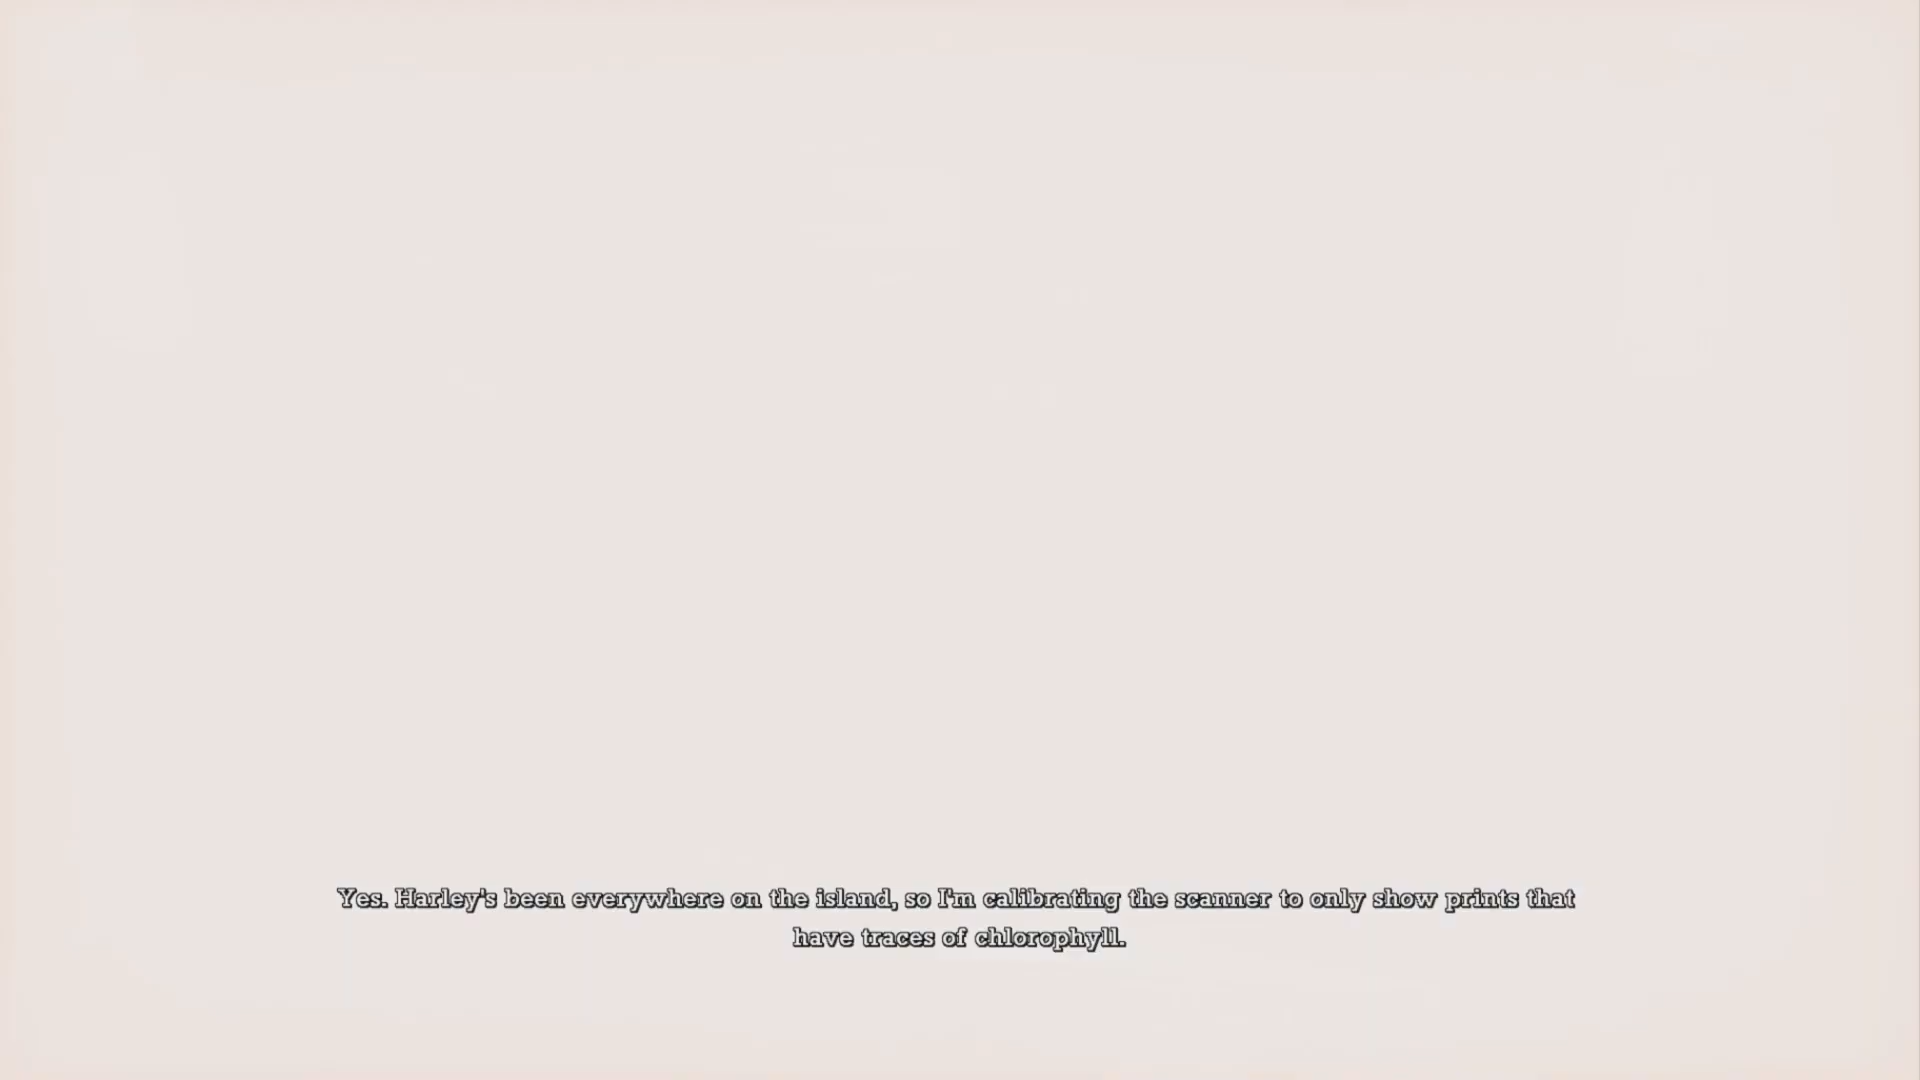 Yes. Harley's been everywhere on the island, so I'm calibrating the scanner to only show prints that
have traces of chlorophyll.